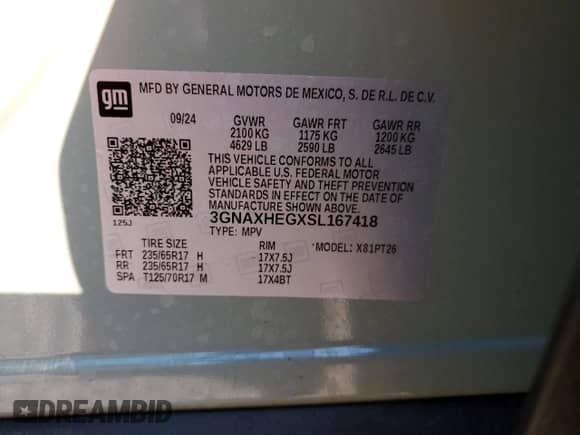 gm
MFD BY GENERAL MOTORS DE MEXICO, S. DE R.L. DE C.V.
09/24 GVWR GAWR FRT GAWR RR
2100 KG 1175 KG 1200 KG
4629 LB 2590 LB 2645 LB
THIS VEHICLE CONFORMS TO ALL
APPLICABLE U.S. FEDERAL MOTOR
VEHICLE SAFETY AND THEFT PREVENTION
STANDARDS IN EFFECT ON THE DATE OF
MANUFACTURE SHOWN ABOVE.
3GNAXHEGXSL167418
125J
TYPE: MPV
TIRE SIZE RIM MODEL: X81PT26
FRT 235/65R17 H 17X7.5J
RR 235/65R17 H 17X7.5J
SPA T125/70R17 M 17X4BT
DREAMBID